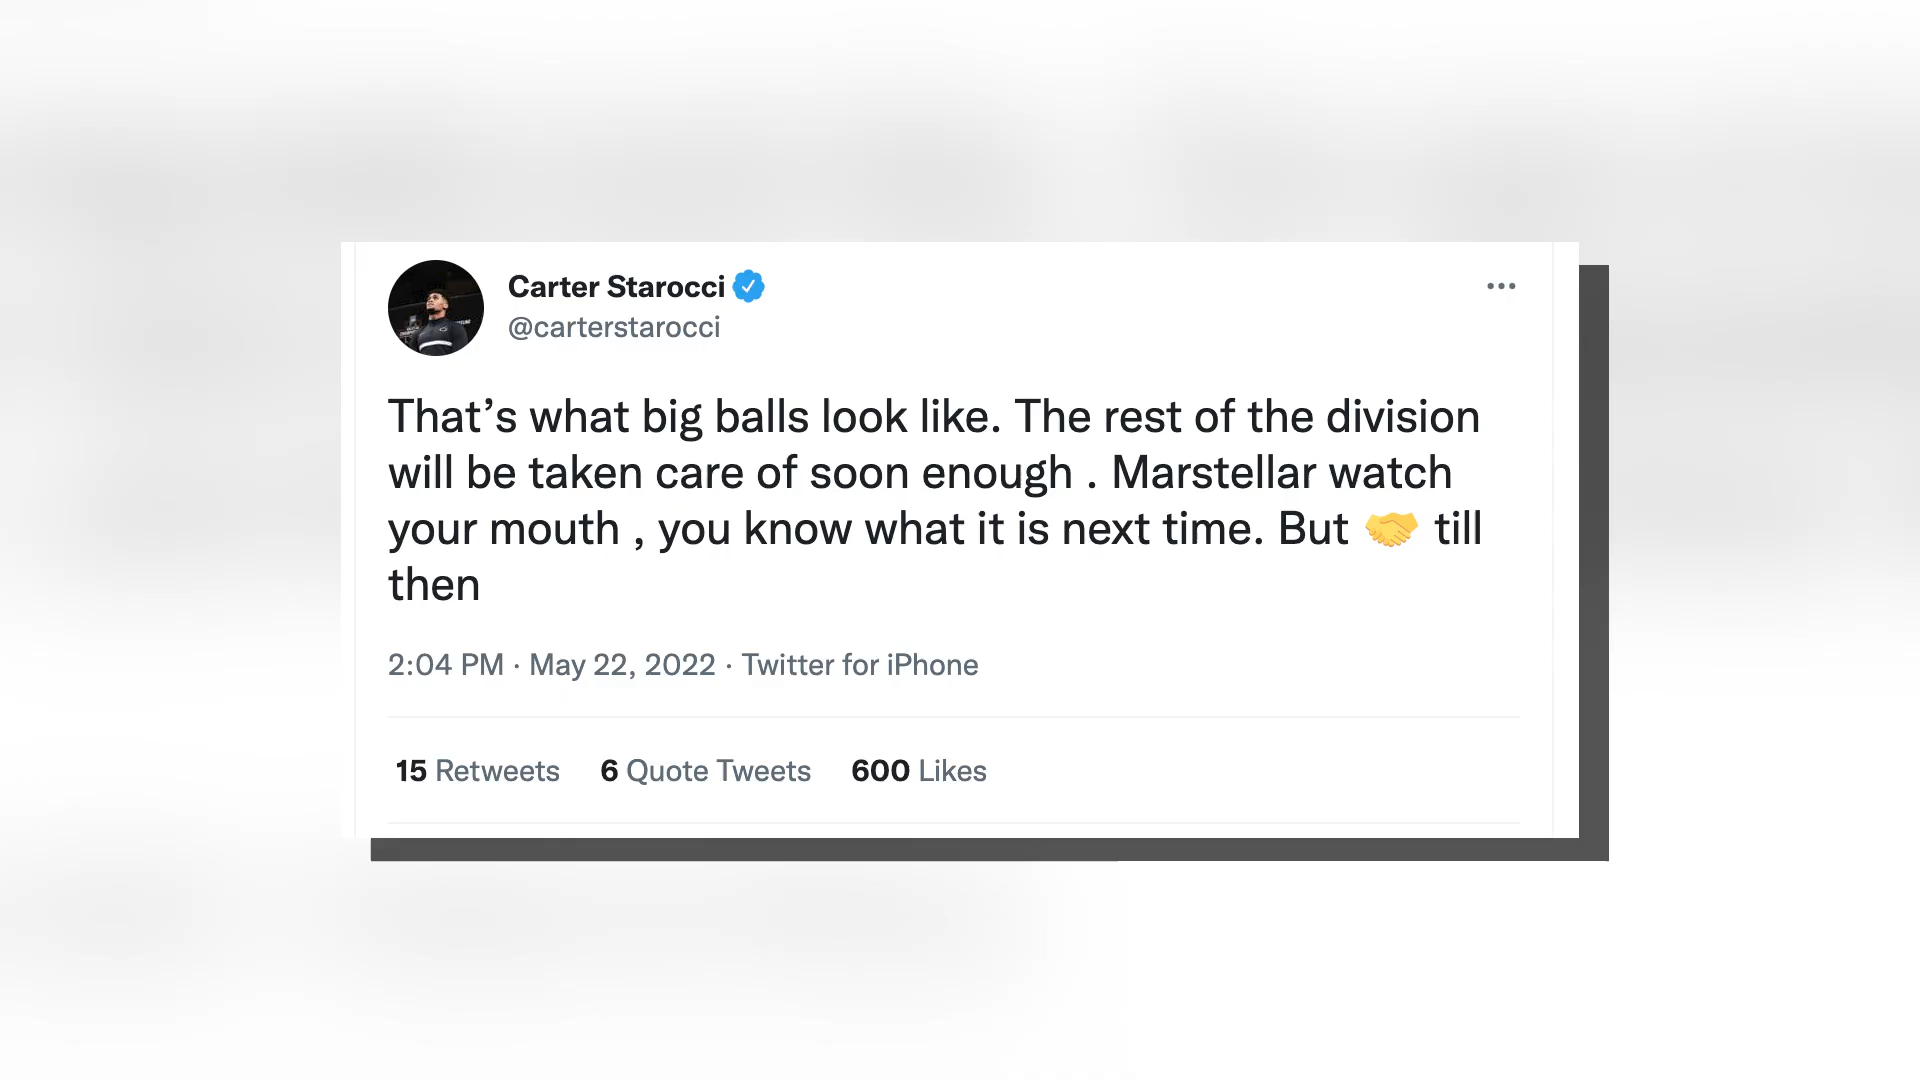 Carter Starocci
@carterstarocci
That’s what big balls look like. The rest of the division
will be taken care of soon enough . Marstellar watch
your mouth , you know what it is next time. But 🤝 till
then
2:04 PM · May 22, 2022 · Twitter for iPhone
15 Retweets 6 Quote Tweets 600 Likes